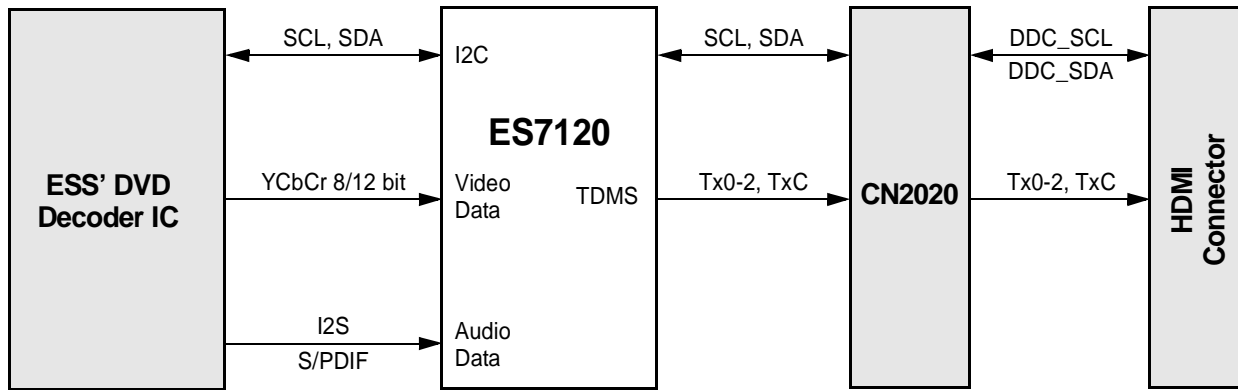 ESS’ DVD
Decoder IC
SCL, SDA
YCbCr 8/12 bit
I2S
S/PDIF
I2C
ES7120
Video
Data
TDMS
Audio
Data
SCL, SDA
Tx0-2, TxC
CN2020
DDC_SCL
DDC_SDA
Tx0-2, TxC
HDMI
Connector